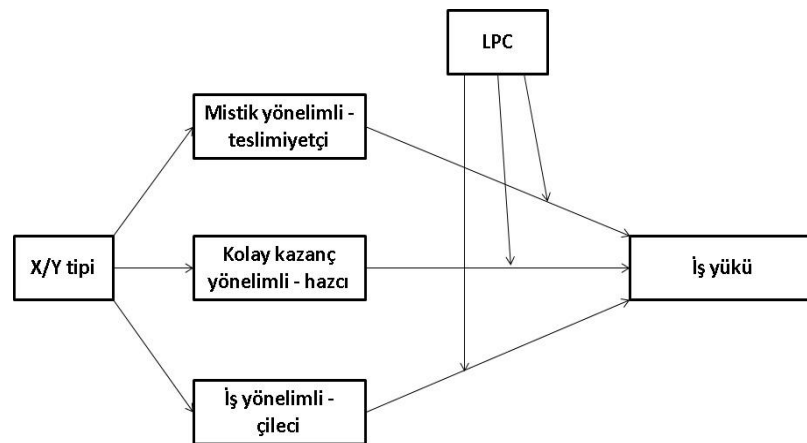 LPC
Mistik yönelimli -
teslimiyetçi
X/Y tipi
Kolay kazanç
yönelimli - hazcı
İş yükü
İş yönelimli -
çileci